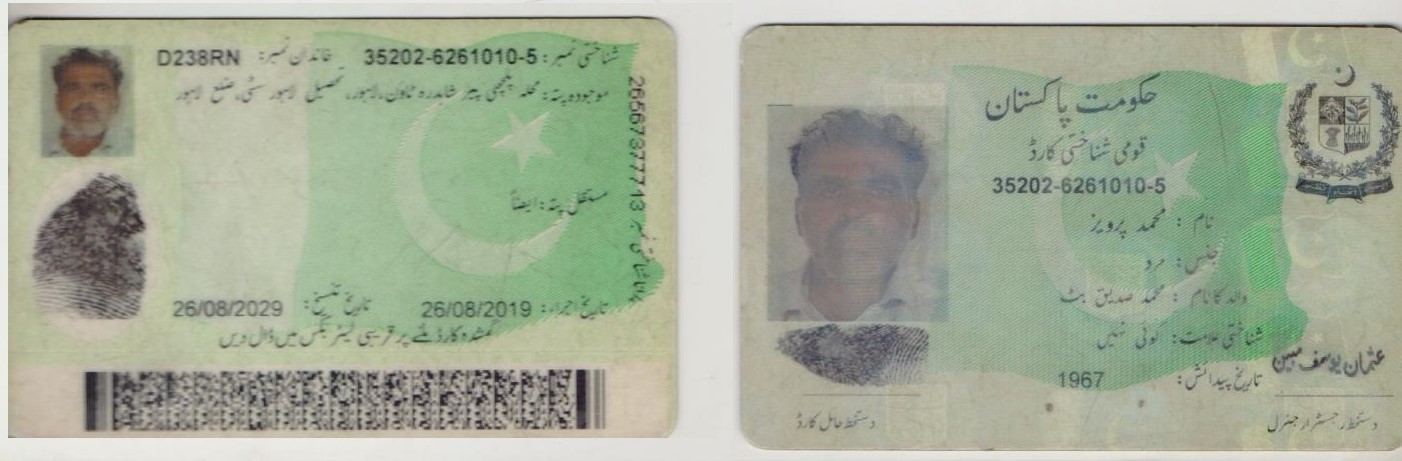 شناختی نمبر: 35202-6261010-5 خاندان نمبر: D238RN
موجودہ پتہ: محلہ پیر شاہدرہ ٹاؤن، لاہور، تحصیل لاہور سٹی، ضلع لاہور
مستقل پتہ: ایضاً
تاریخ اجراء: 26/08/2019 تاریخ تنسیخ: 26/08/2029
گمشدہ کارڈ ملنے پر قریبی لیٹر بکس میں ڈال دیں
حکومت پاکستان
قومی شناختی کارڈ
35202-6261010-5
نام: محمد پرویز
جنس: مرد
والد کا نام: محمد صدیق بٹ
شناختی علامت: کوئی نہیں
تاریخ پیدائش: 1967
عثمان یوسف مبین
دستخط حامل کارڈ
دستخط رجسٹرار جنرل